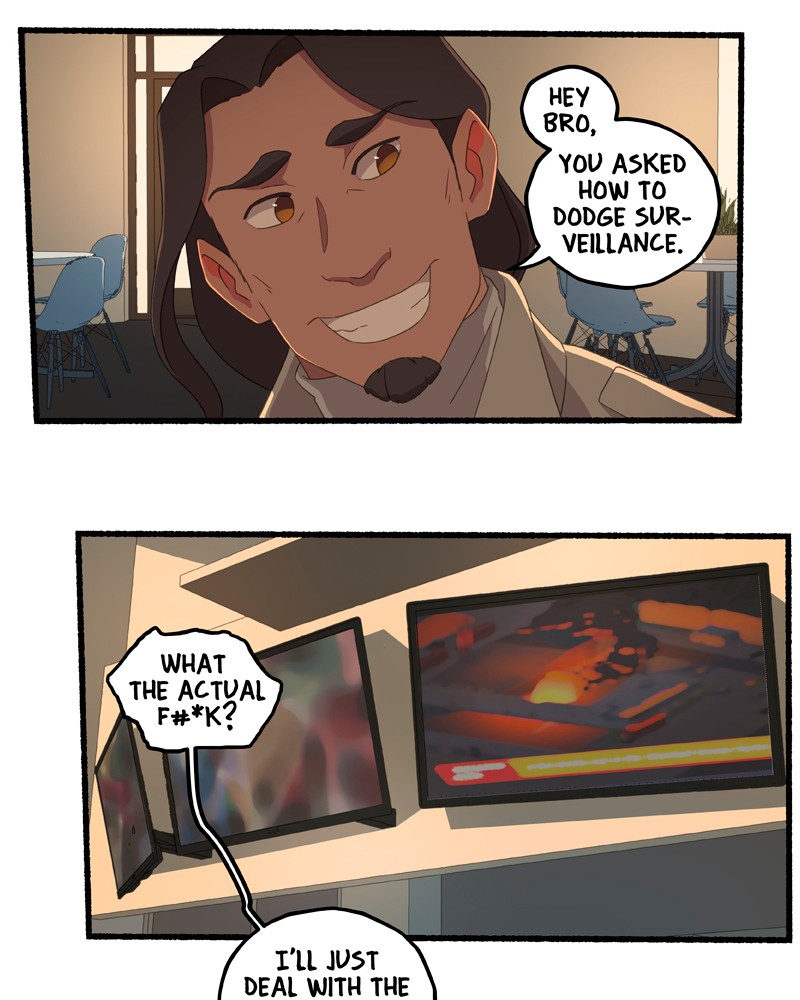 HEY
BRO,
YOU ASKED
HOW TO
DODGE SUR-
VEILLANCE.
WHAT
THE ACTUAL
F#*K?
I'LL JUST
DEAL WITH THE